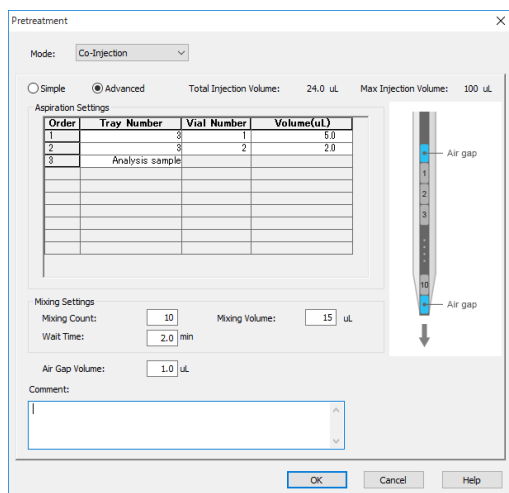 Pretreatment
Mode: Co-Injection
Simple Advanced Total Injection Volume: 24.0 uL Max Injection Volume: 100 uL
Aspiration Settings
Order Tray Number Vial Number Volume(uL)
1 3 1 5.0
2 3 2 2.0
3 Analysis sample
Air gap
1
2
3
10
Air gap
Mixing Settings
Mixing Count: 10 Mixing Volume: 15 uL
Wait Time: 2.0 min
Air Gap Volume: 1.0 uL
Comment:
OK Cancel Help